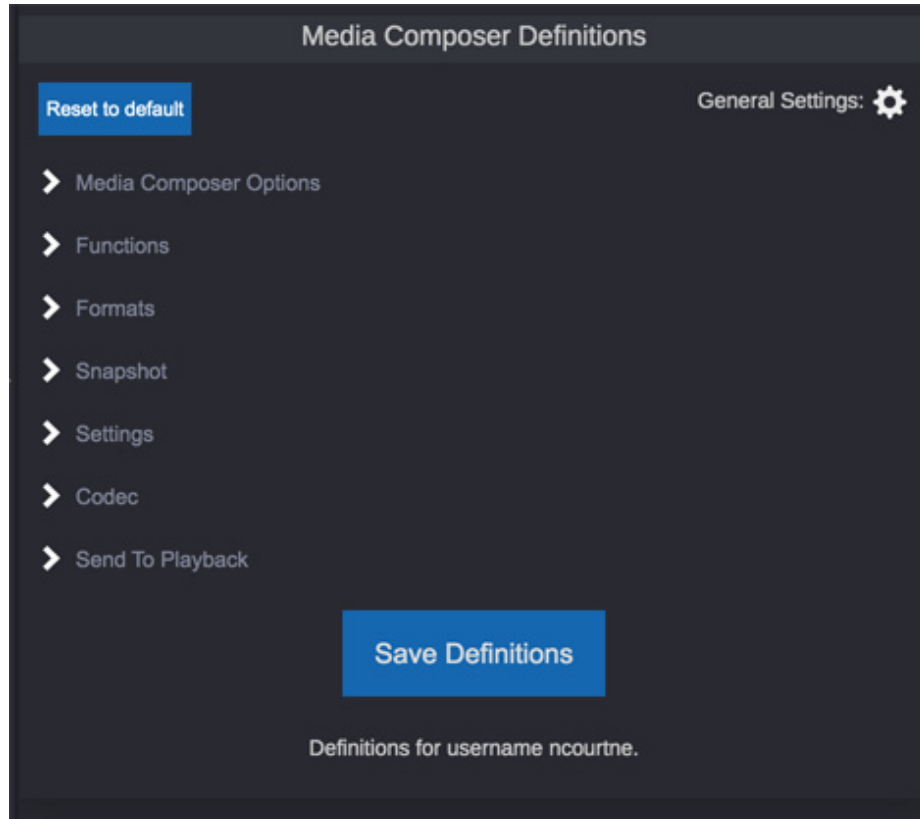 Media Composer Definitions
Reset to default
General Settings:
Media Composer Options
Functions
Formats
Snapshot
Settings
Codec
Send To Playback
Save Definitions
Definitions for username ncourtne.